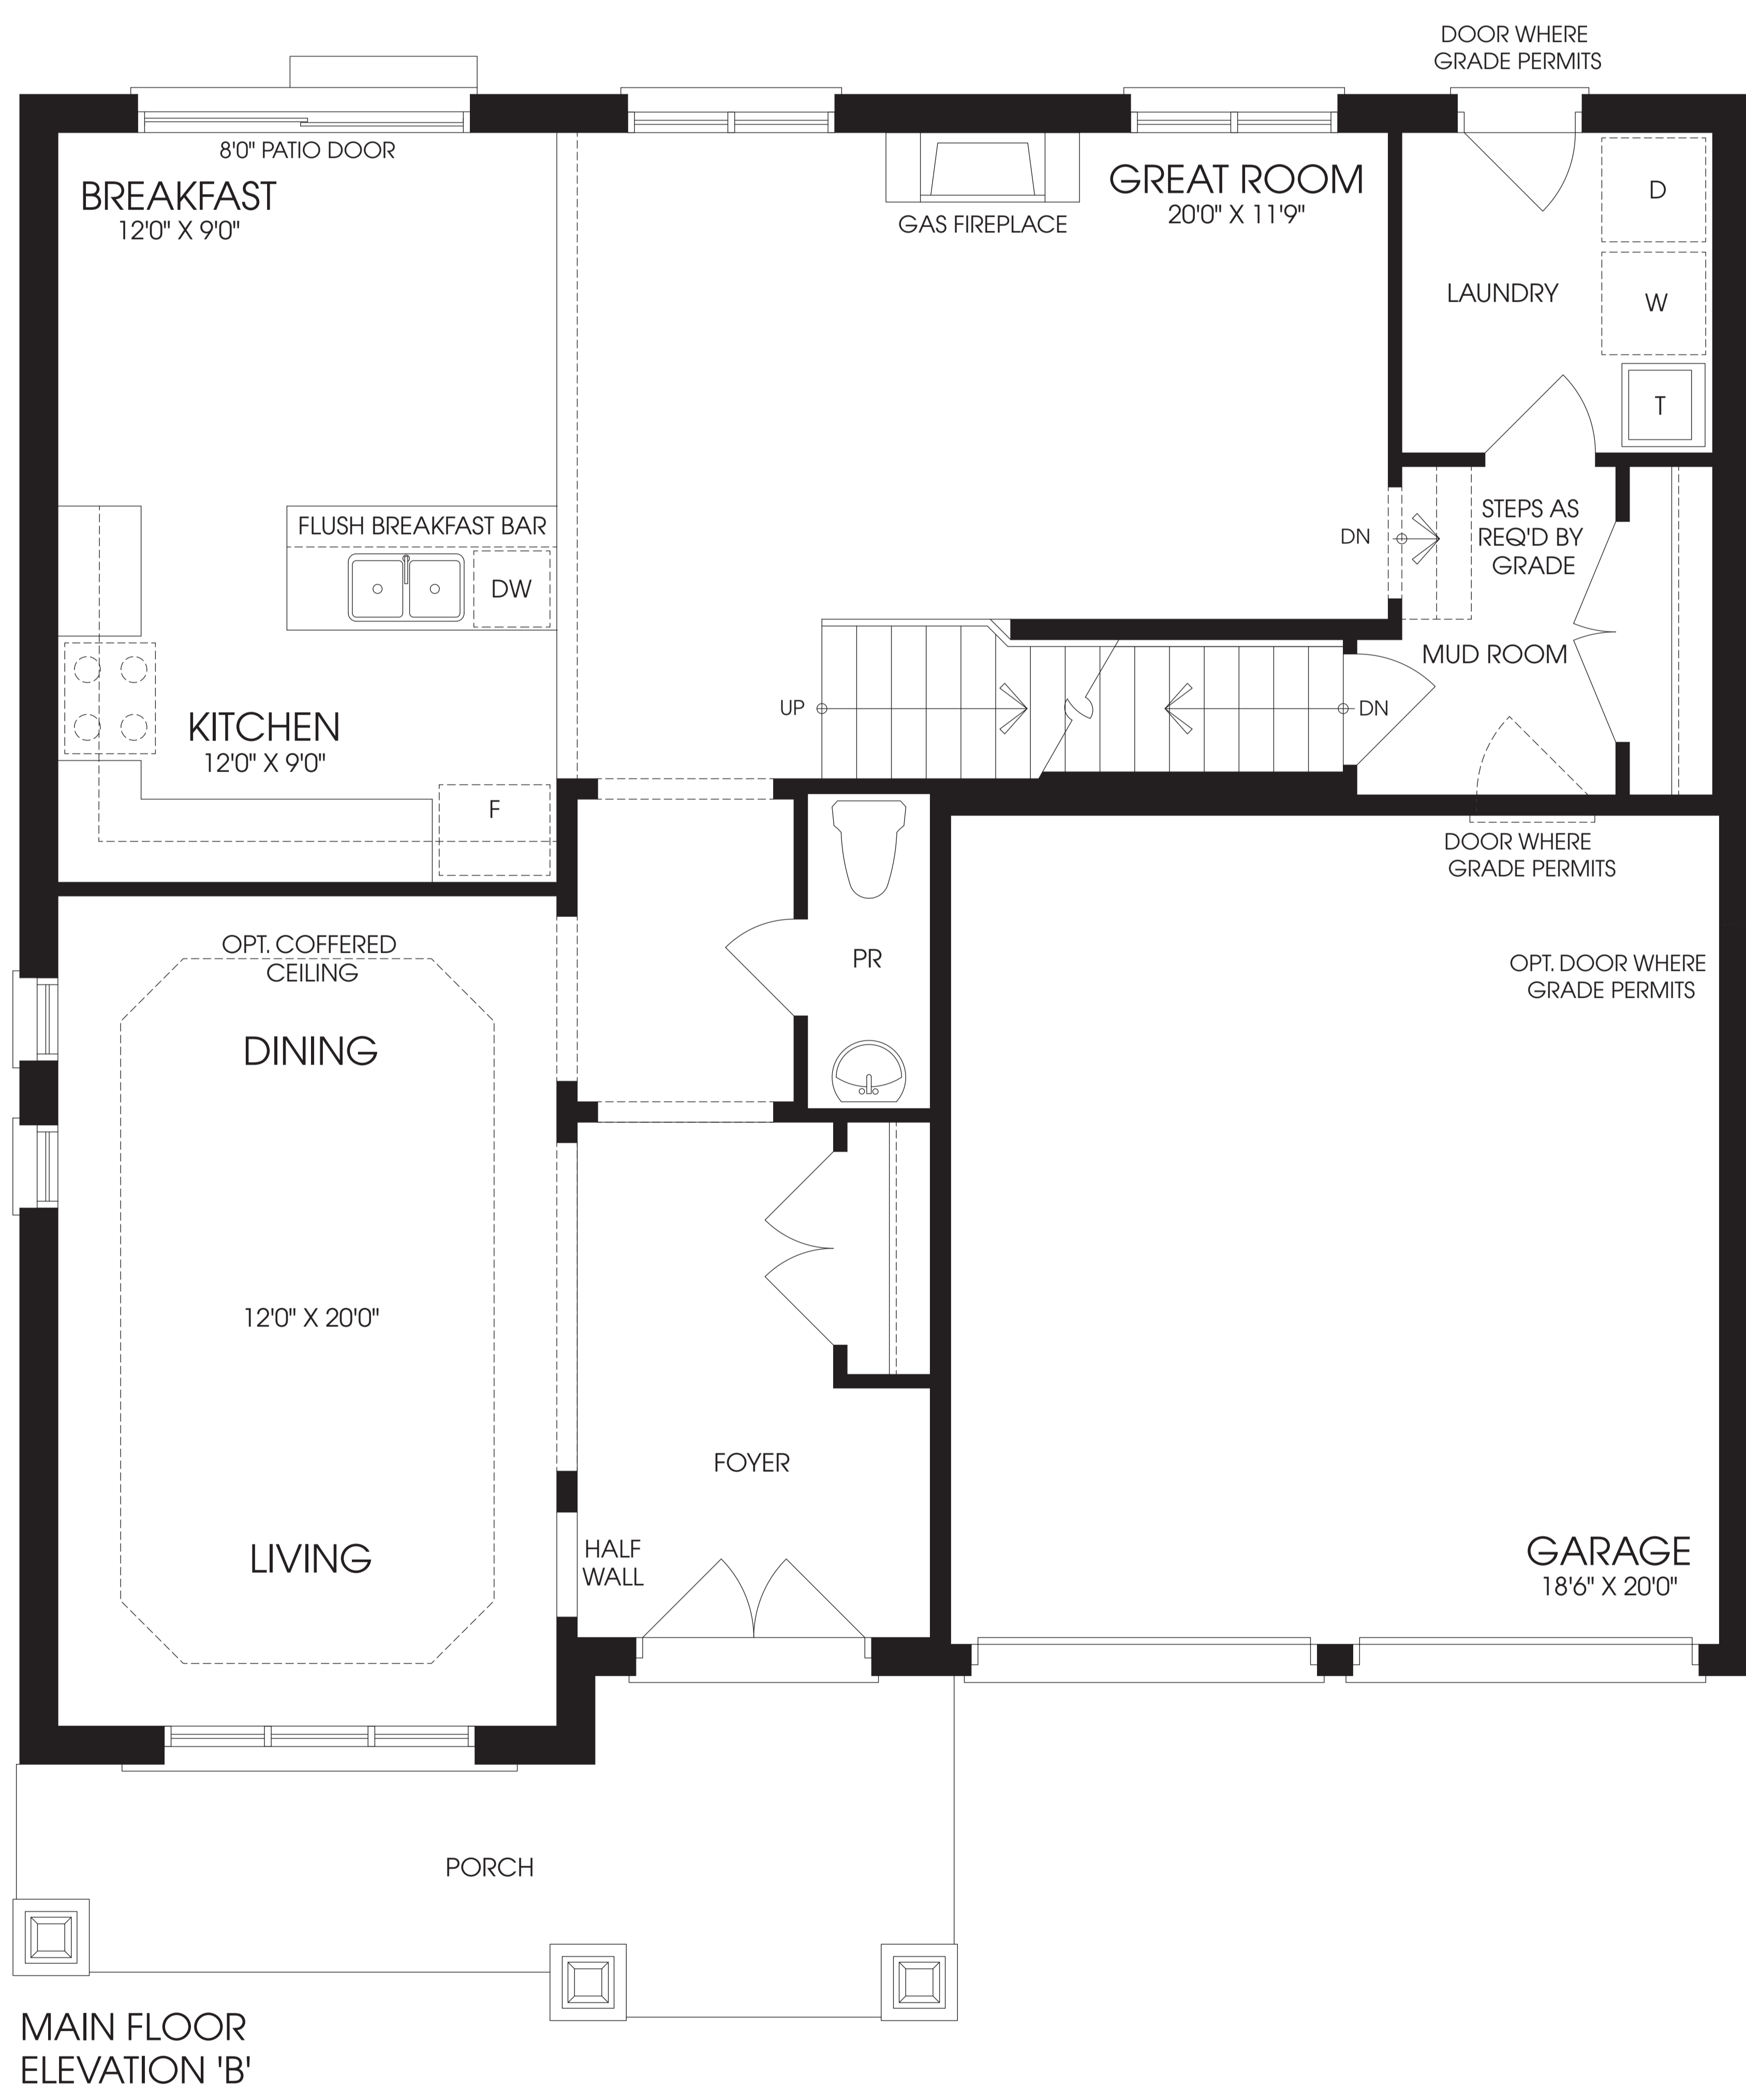 DOOR WHERE
GRADE PERMITS
8'0" PATIO DOOR
BREAKFAST
12'0" X 9'0"
GAS FIREPLACE
GREAT ROOM
20'0" X 11'9"
D
LAUNDRY
W
T
FLUSH BREAKFAST BAR
DW
DN
STEPS AS
REQ'D BY
GRADE
MUD ROOM
UP
DN
KITCHEN
12'0" X 9'0"
F
DOOR WHERE
GRADE PERMITS
OPT. COFFERED
CEILING
PR
OPT. DOOR WHERE
GRADE PERMITS
DINING
12'0" X 20'0"
FOYER
LIVING
HALF
WALL
GARAGE
18'6" X 20'0"
PORCH
MAIN FLOOR
ELEVATION 'B'